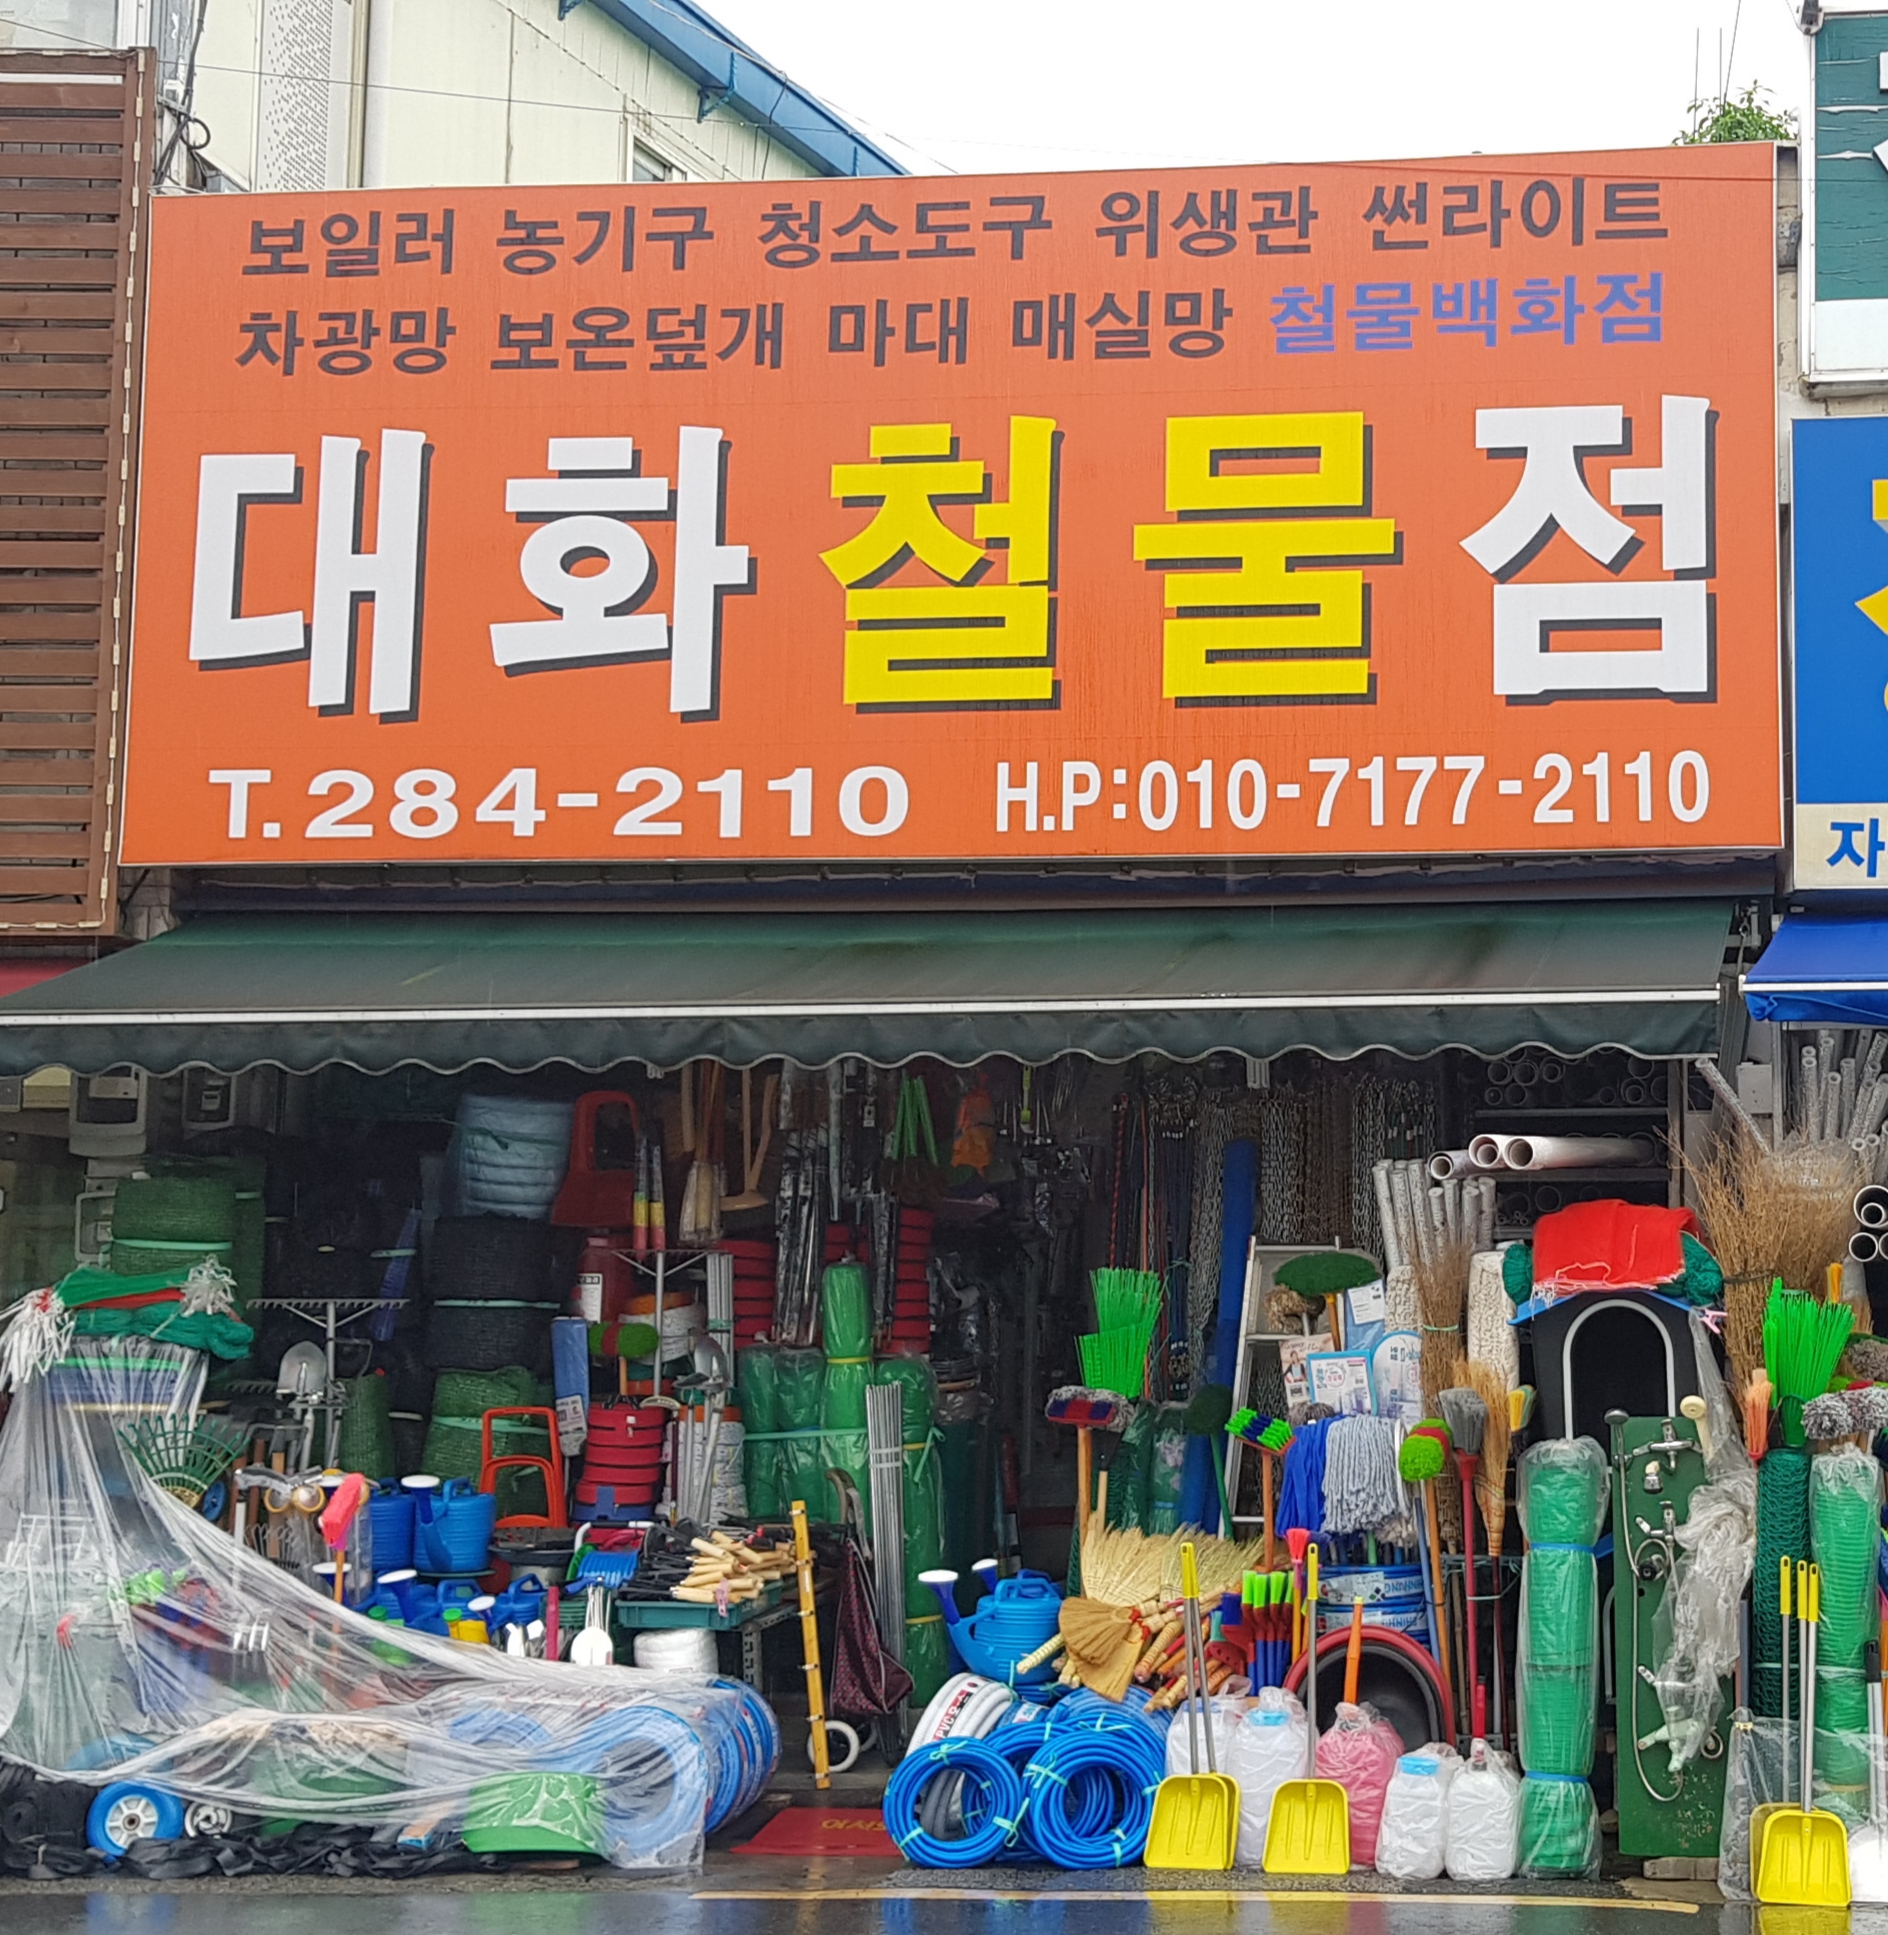 보일러 농기구 청소도구 위생관 썬라이트
차광망 보온덮개 마대 매실망 철물백화점
대화철물점
T.284-2110 H.P:010-7177-2110
자